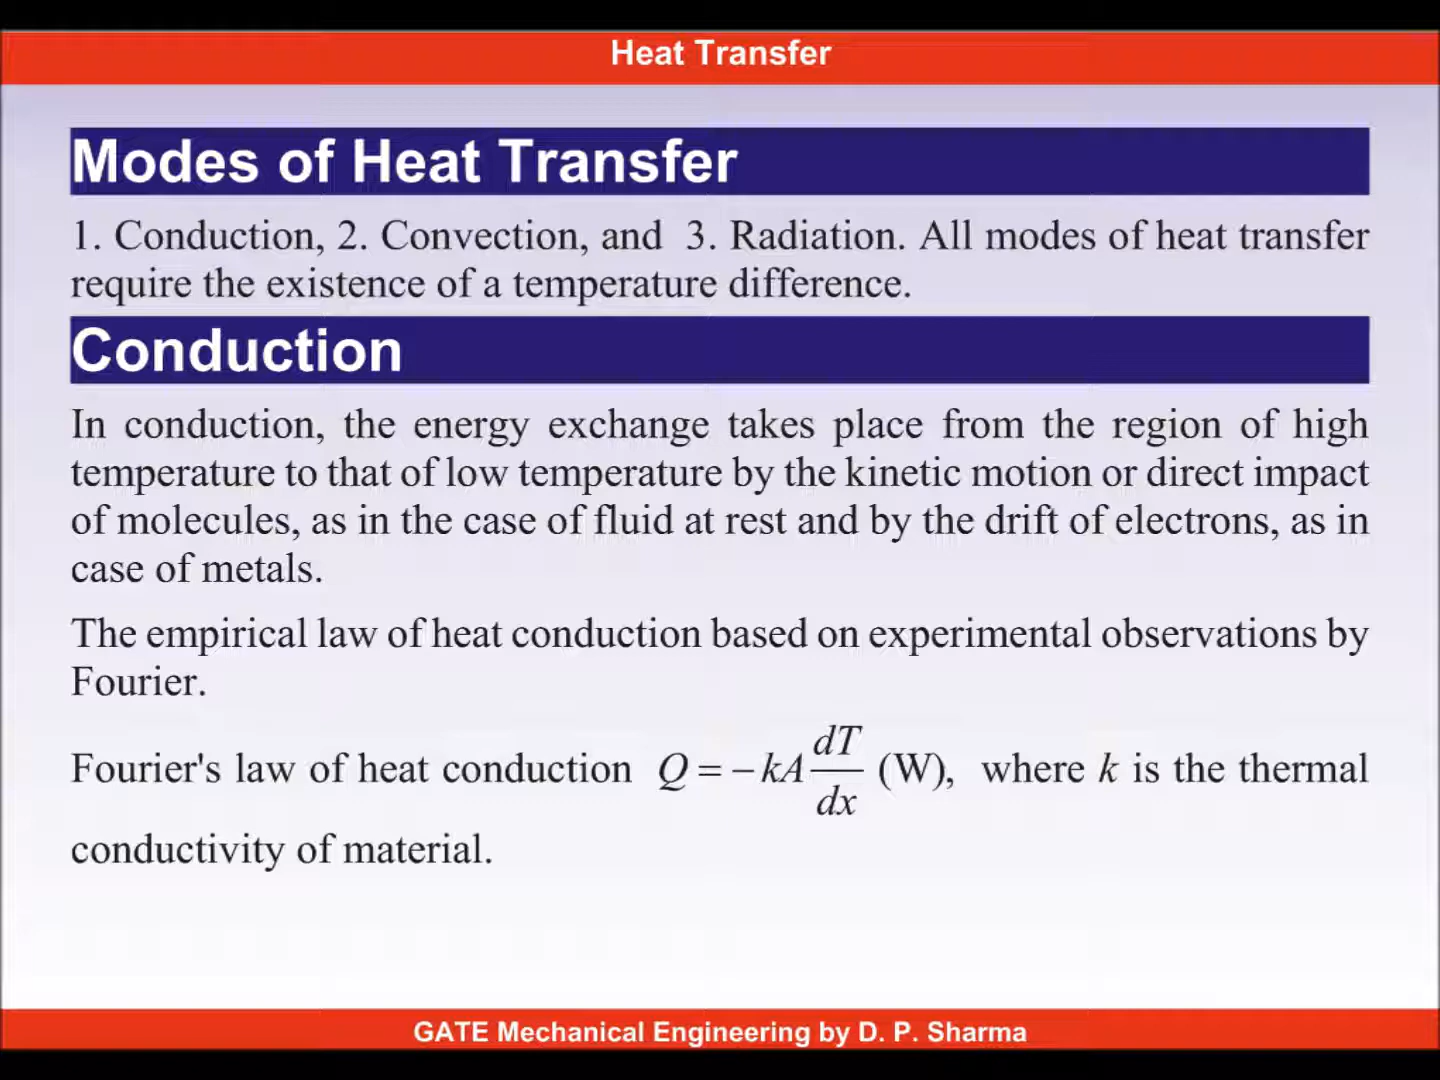 Heat Transfer
Modes of Heat Transfer
1. Conduction, 2. Convection, and 3. Radiation. All modes of heat transfer
require the existence of a temperature difference.
Conduction
In conduction, the energy exchange takes place from the region of high
temperature to that of low temperature by the kinetic motion or direct impact
of molecules, as in the case of fluid at rest and by the drift of electrons, as in
case of metals.
The empirical law of heat conduction based on experimental observations by
Fourier.
Fourier's law of heat conduction Q = −kA dT/dx (W), where k is the thermal
conductivity of material.
GATE Mechanical Engineering by D. P. Sharma